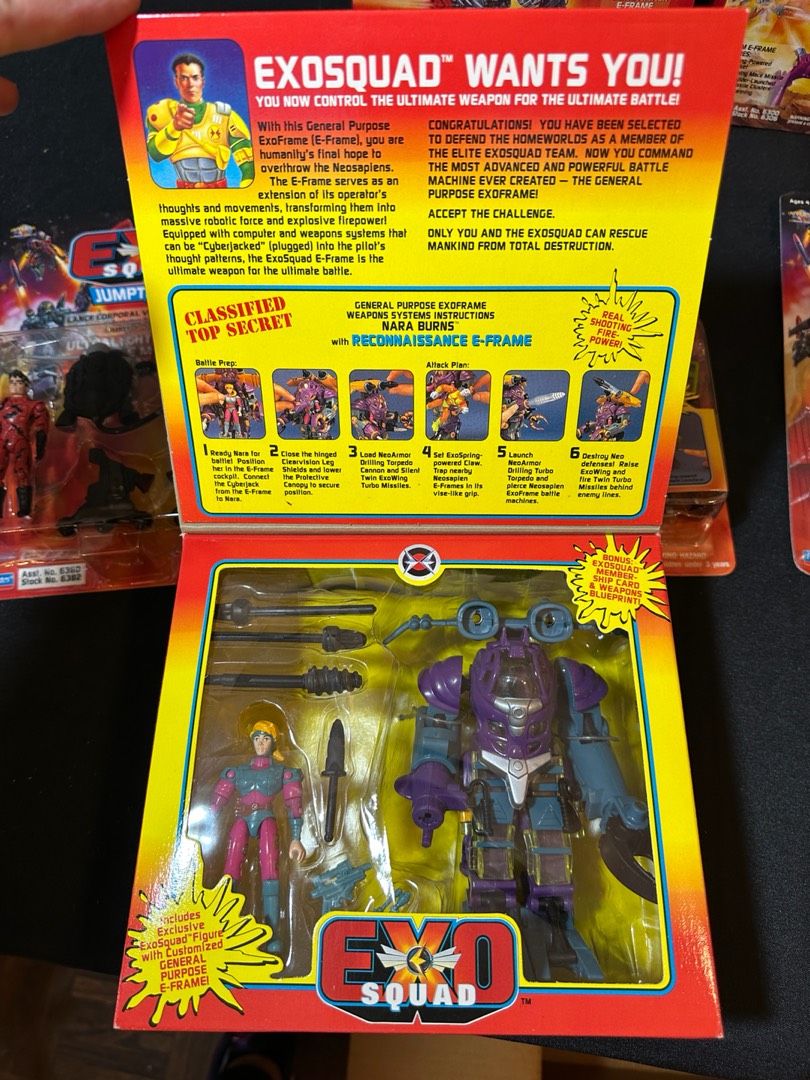 E-FRAME
EXOSQUAD™ WANTS YOU!
YOU NOW CONTROL THE ULTIMATE WEAPON FOR THE ULTIMATE BATTLE!
With this General Purpose
ExoFrame (E-Frame), you are
humanity's final hope to
overthrow the Neosapiens.
The E-Frame serves as an
extension of its operator's
thoughts and movements, transforming them into
massive robotic force and explosive firepower!
Equipped with computer and weapons systems that
can be "Cyberjacked" (plugged) into the pilot's
thought patterns, the ExoSquad E-Frame is the
ultimate weapon for the ultimate battle.
CONGRATULATIONS! YOU HAVE BEEN SELECTED
TO DEFEND THE HOMEWORLDS AS A MEMBER OF
THE ELITE EXOSQUAD TEAM. NOW YOU COMMAND
THE MOST ADVANCED AND POWERFUL BATTLE
MACHINE EVER CREATED — THE GENERAL
PURPOSE EXOFRAME!
ACCEPT THE CHALLENGE.
ONLY YOU AND THE EXOSQUAD CAN RESCUE
MANKIND FROM TOTAL DESTRUCTION.
CLASSIFIED
TOP SECRET
GENERAL PURPOSE EXOFRAME
WEAPONS SYSTEMS INSTRUCTIONS
NARA BURNS™
with RECONNAISSANCE E-FRAME
REAL
SHOOTING
FIRE-
POWER!
Battle Prep:
Attack Plan:
1 Ready Nara for
battle! Position
her in the E-Frame
cockpit. Connect
the Cyberjack
from the E-Frame
to Nara.
2 Close the hinged
Clearvision Leg
Shields and lower
the Protective
Canopy to secure
position.
3 Load NeoArmor
Drilling Torpedo
Cannon and Silent
Twin ExoWing
Turbo Missiles.
4 Set ExoSpring-
powered Claw.
Trap nearby
Neosapien
E-Frames in its
vise-like grip.
5 Launch
NeoArmor
Drilling Turbo
Torpedo and
pierce Neosapien
ExoFrame battle
machines.
6 Destroy Neo
defenses! Raise
ExoWing and
fire Twin Turbo
Missiles behind
enemy lines.
BONUS:
EXOSQUAD
MEMBER-
SHIP CARD
& WEAPONS
BLUEPRINT!
Includes
Exclusive
ExoSquad™ Figure
with Customized
GENERAL
PURPOSE
E-FRAME!
EXO
SQUAD
™
JUMPT
LANCE CORPORAL
Asst. No. 6380
Stock No. 6382
Asst. No. 6300
Stock No. 6306